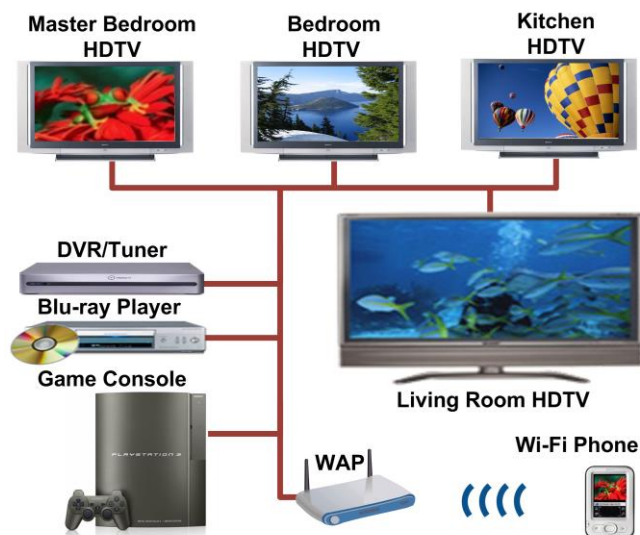 Master Bedroom
HDTV
Bedroom
HDTV
Kitchen
HDTV
DVR/Tuner
Blu-ray Player
Game Console
PLAYSTATION 3
Living Room HDTV
WAP
Wi-Fi Phone